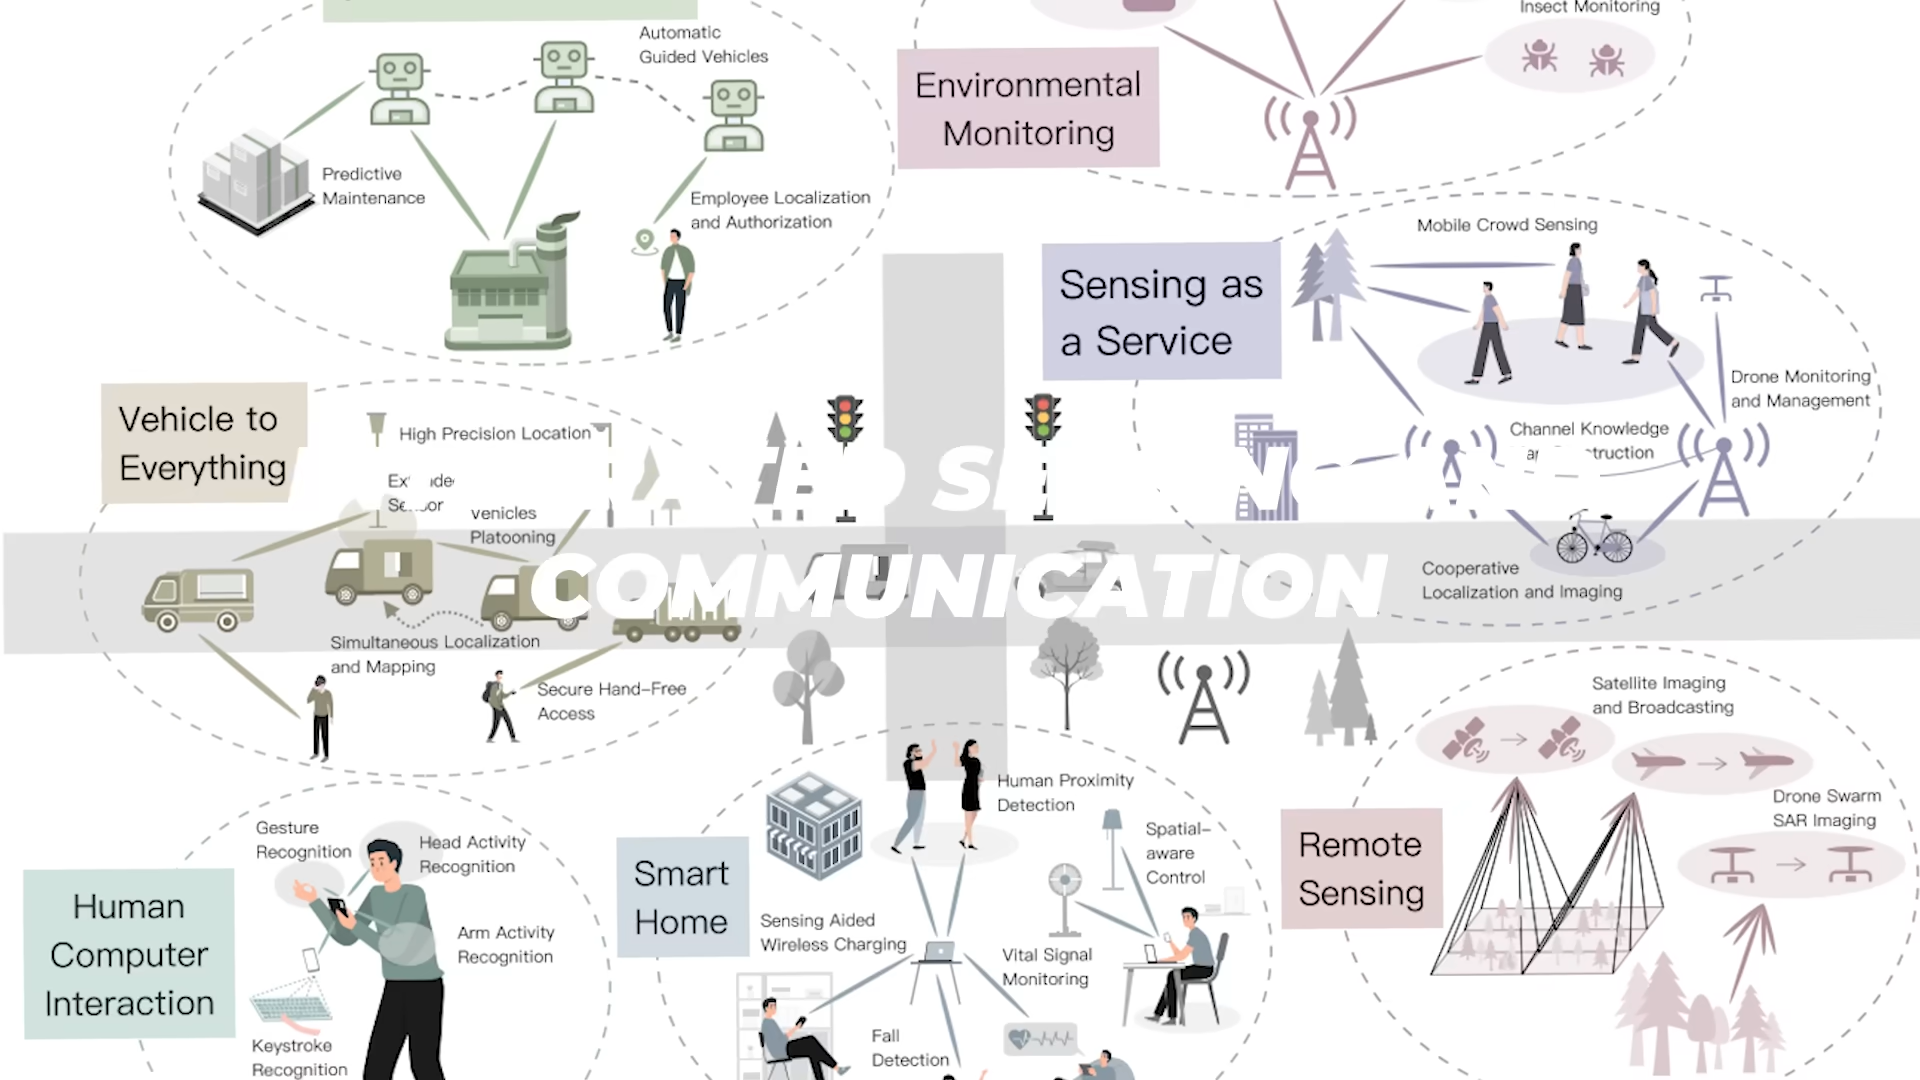 Automatic
Guided Vehicles
Predictive
Maintenance
Employee Localization
and Authorization
Insect Monitoring
Environmental
Monitoring
Sensing as
a Service
Mobile Crowd Sensing
Drone Monitoring
and Management
Channel Knowledge
Cooperative
Localization and Imaging
Vehicle to
Everything
High Precision Location
Vehicles
Platooning
Simultaneous Localization
and Mapping
Secure Hand-Free
Access
COMMUNICATION
Human
Computer
Interaction
Gesture
Recognition
Head Activity
Recognition
Arm Activity
Recognition
Keystroke
Recognition
Smart
Home
Human Proximity
Detection
Spatial-
aware
Control
Sensing Aided
Wireless Charging
Vital Signal
Monitoring
Fall
Detection
Remote
Sensing
Satellite Imaging
and Broadcasting
Drone Swarm
SAR Imaging